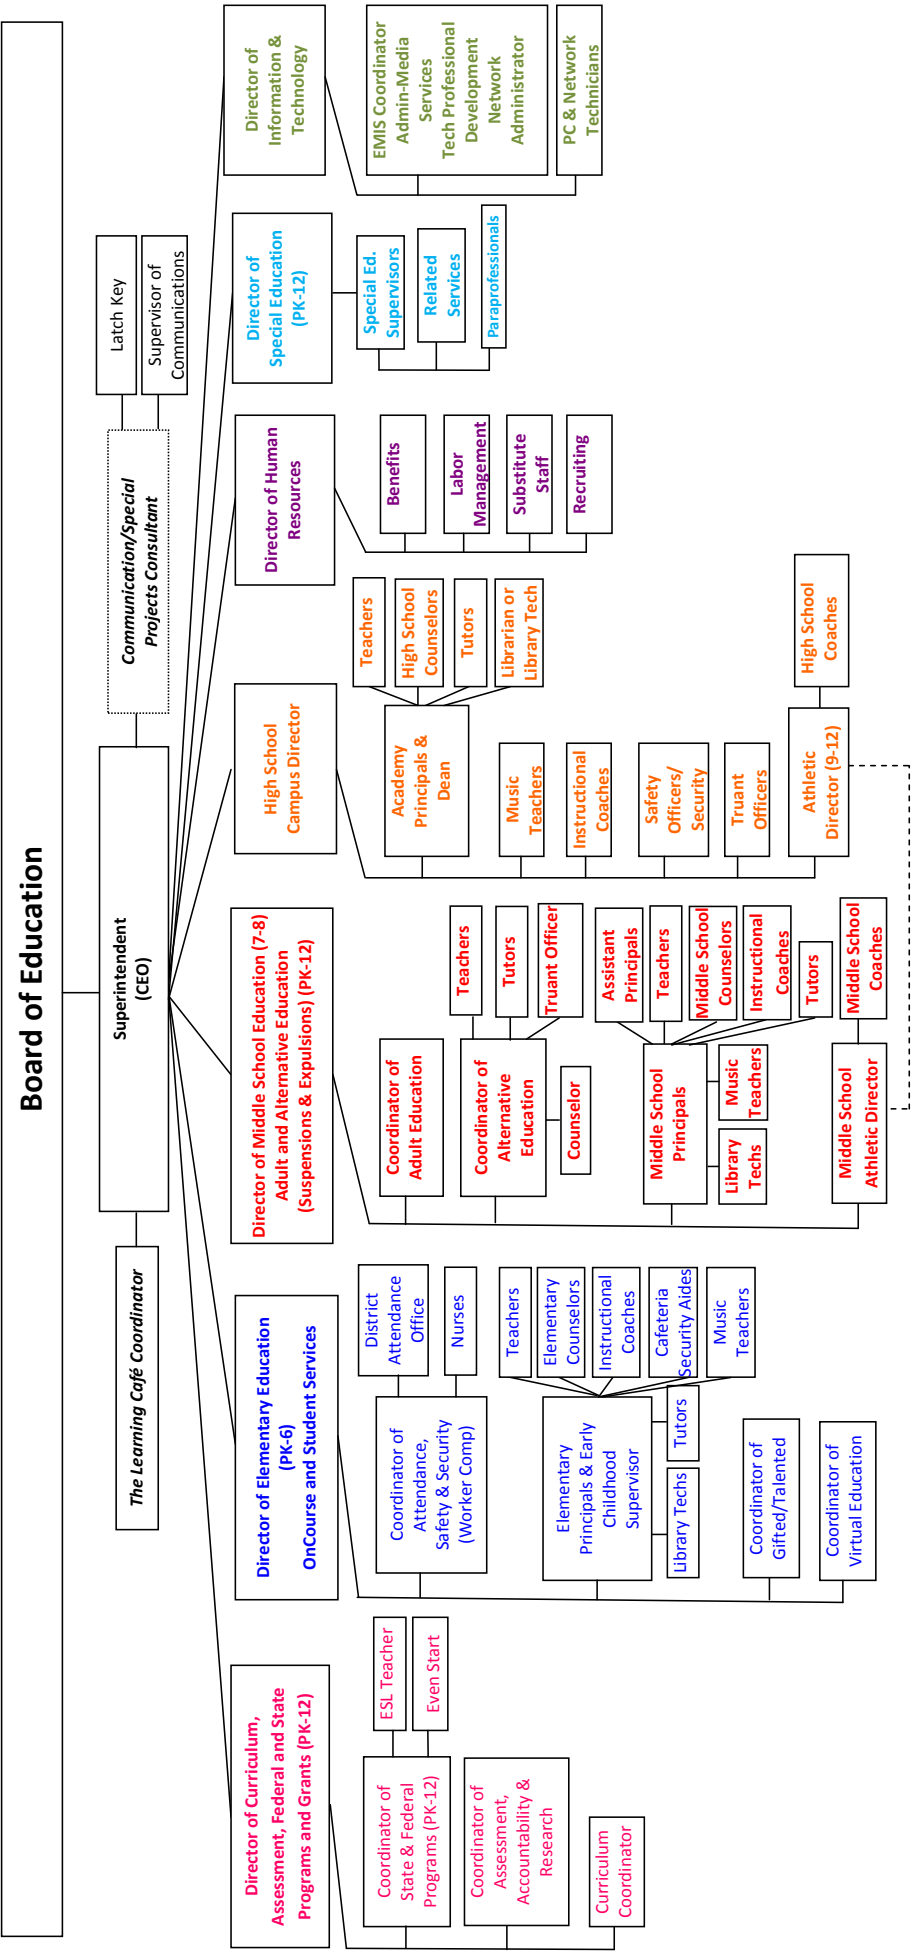 Board of Education
Superintendent
(CEO)
The Learning Café Coordinator
Communication/Special
Projects Consultant
Latch Key
Supervisor of
Communications
Director of Curriculum,
Assessment, Federal and State
Programs and Grants (PK-12)
Coordinator of
State & Federal
Programs (PK-12)
ESL Teacher
Even Start
Coordinator of
Assessment,
Accountability &
Research
Curriculum
Coordinator
Director of Elementary Education
(PK-6)
OnCourse and Student Services
Coordinator of
Attendance,
Safety & Security
(Worker Comp)
District
Attendance
Office
Nurses
Elementary
Principals & Early
Childhood
Supervisor
Teachers
Elementary
Counselors
Instructional
Coaches
Cafeteria
Security Aides
Music
Teachers
Library Techs
Tutors
Coordinator of
Gifted/Talented
Coordinator of
Virtual Education
Director of Middle School Education (7-8)
Adult and Alternative Education
(Suspensions & Expulsions) (PK-12)
Coordinator of
Adult Education
Coordinator of
Alternative
Education
Teachers
Tutors
Truant Officer
Counselor
Middle School
Principals
Assistant
Principals
Teachers
Middle School
Counselors
Instructional
Coaches
Tutors
Library
Techs
Music
Teachers
Middle School
Athletic Director
Middle School
Coaches
High School
Campus Director
Academy
Principals &
Dean
Teachers
High School
Counselors
Tutors
Librarian or
Library Tech
Music
Teachers
Instructional
Coaches
Safety
Officers/
Security
Truant
Officers
Athletic
Director (9-12)
High School
Coaches
Director of Human
Resources
Benefits
Labor
Management
Substitute
Staff
Recruiting
Director of
Special Education
(PK-12)
Special Ed.
Supervisors
Related
Services
Paraprofessionals
Director of
Information &
Technology
EMIS Coordinator
Admin-Media
Services
Tech Professional
Development
Network
Administrator
PC & Network
Technicians